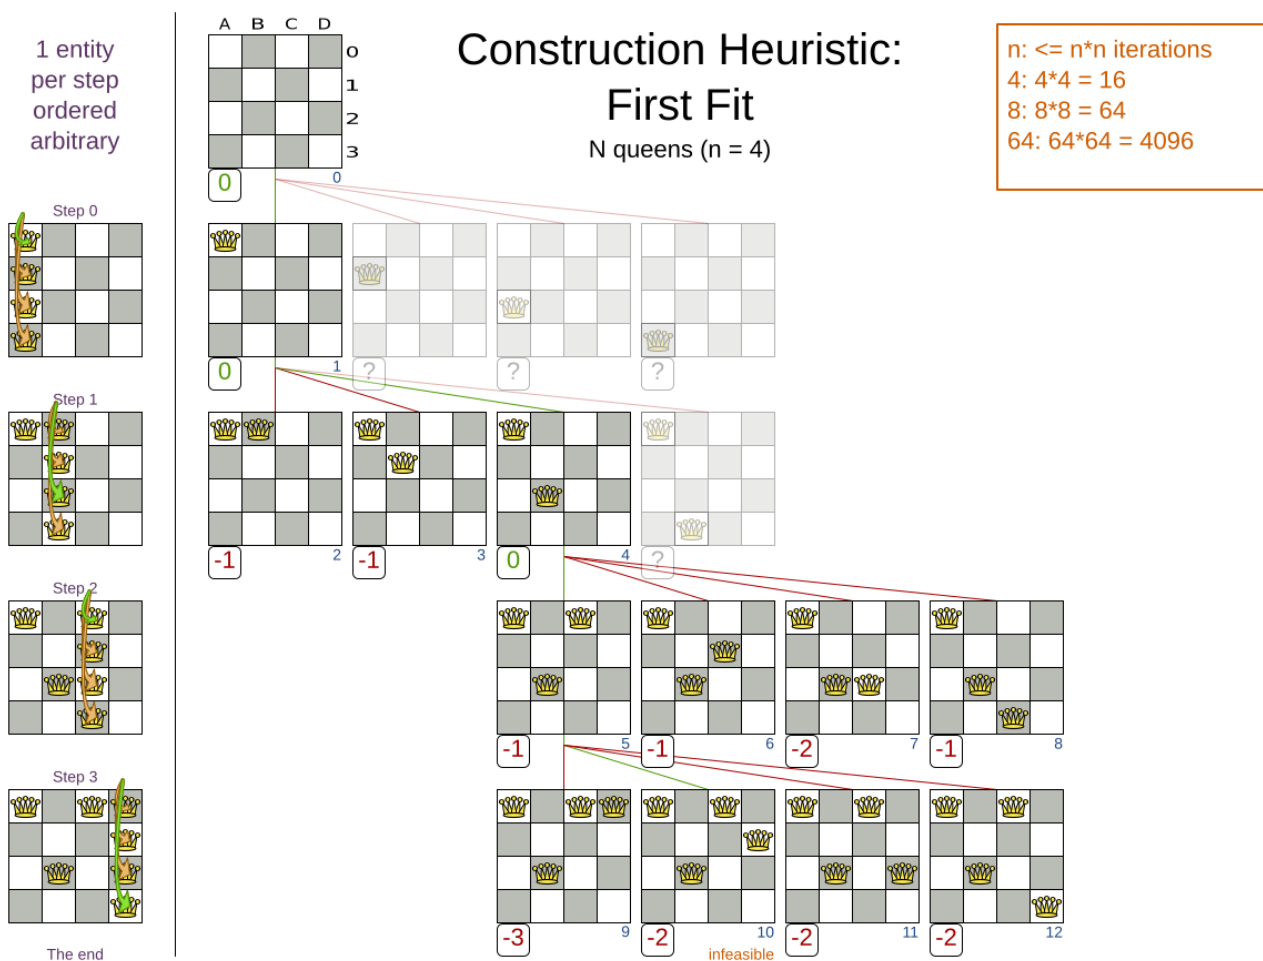 1 entity
per step
ordered
arbitrary
A B C D
0
1
2
3
0
0
Construction Heuristic:
First Fit
N queens (n = 4)
n: <= n*n iterations
4: 4*4 = 16
8: 8*8 = 64
64: 64*64 = 4096
Step 0
0 1 ? ? ?
Step 1
-1 2 -1 3 0 4 ?
Step 2
-1 5 -1 6 -2 7 -1 8
Step 3
-3 9 -2 10 -2 11 -2 12
infeasible
The end